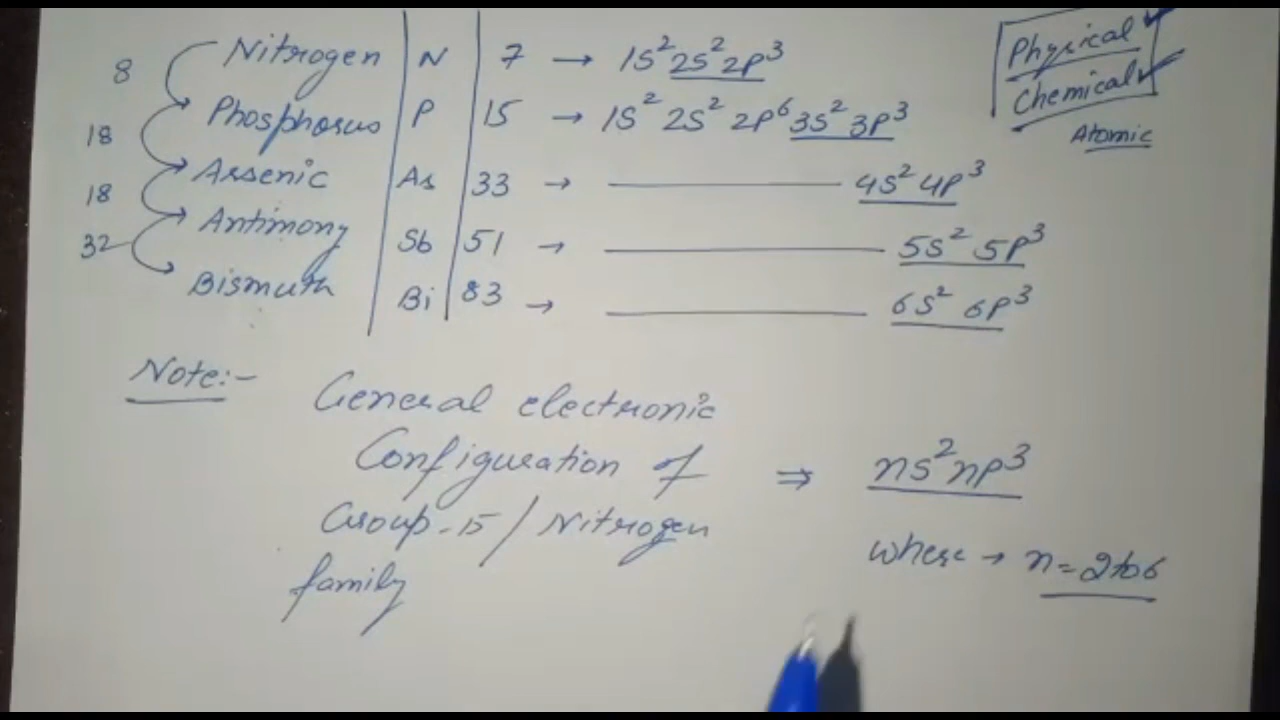 8 Nitrogen N 7 → 1S² 2S² 2P³
18 Phosphorus P 15 → 1S² 2S² 2P⁶ 3S² 3P³
18 Arsenic As 33 → 4S² 4P³
32 Antimony Sb 51 → 5S² 5P³
Bismuth Bi 83 → 6S² 6P³
Physical
Chemical
Atomic
Note:-
General electronic
Configuration of ⇒ nS² nP³
Group-15 / Nitrogen
where → n = 2 to 6
family